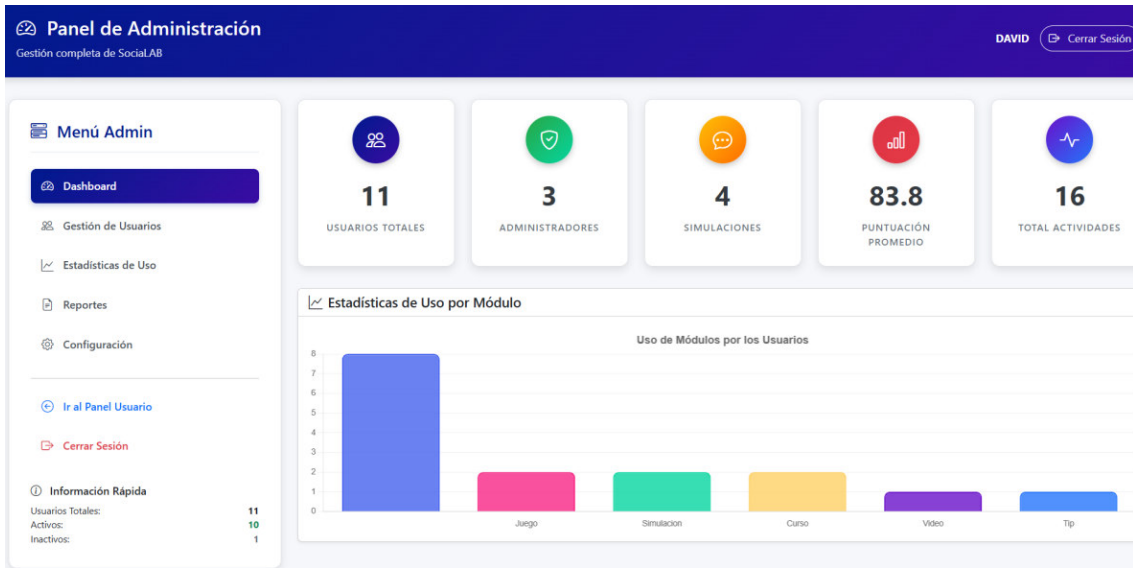 Panel de Administración
Gestión completa de SociaLAB
DAVID
Cerrar Sesión
Menú Admin
Dashboard
Gestión de Usuarios
Estadísticas de Uso
Reportes
Configuración
Ir al Panel Usuario
Cerrar Sesión
Información Rápida
Usuarios Totales: 11
Activos: 10
Inactivos: 1
11
USUARIOS TOTALES
3
ADMINISTRADORES
4
SIMULACIONES
83.8
PUNTUACIÓN
PROMEDIO
16
TOTAL ACTIVIDADES
Estadísticas de Uso por Módulo
Uso de Módulos por los Usuarios
8
7
6
5
4
3
2
1
0
Juego
Simulacion
Curso
Video
Tip